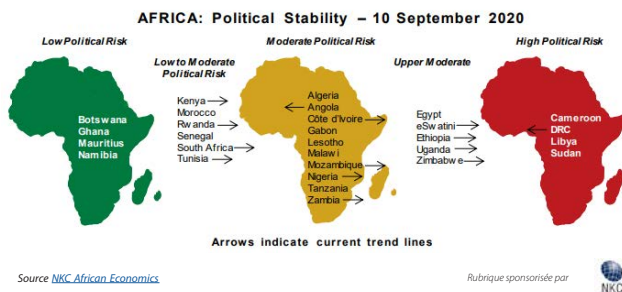 AFRICA: Political Stability – 10 September 2020
Low Political Risk
Low to Moderate
Political Risk
Moderate Political Risk
Upper Moderate
High Political Risk
Botswana
Ghana
Mauritius
Namibia
Kenya
Morocco
Rwanda
Senegal
South Africa
Tunisia
Algeria
Angola
Côte d'Ivoire
Gabon
Lesotho
Malawi
Mozambique
Nigeria
Tanzania
Zambia
Egypt
eSwatini
Ethiopia
Uganda
Zimbabwe
Cameroon
DRC
Libya
Sudan
Arrows indicate current trend lines
Source NKC African Economics
Rubrique sponsorisée par
NKC